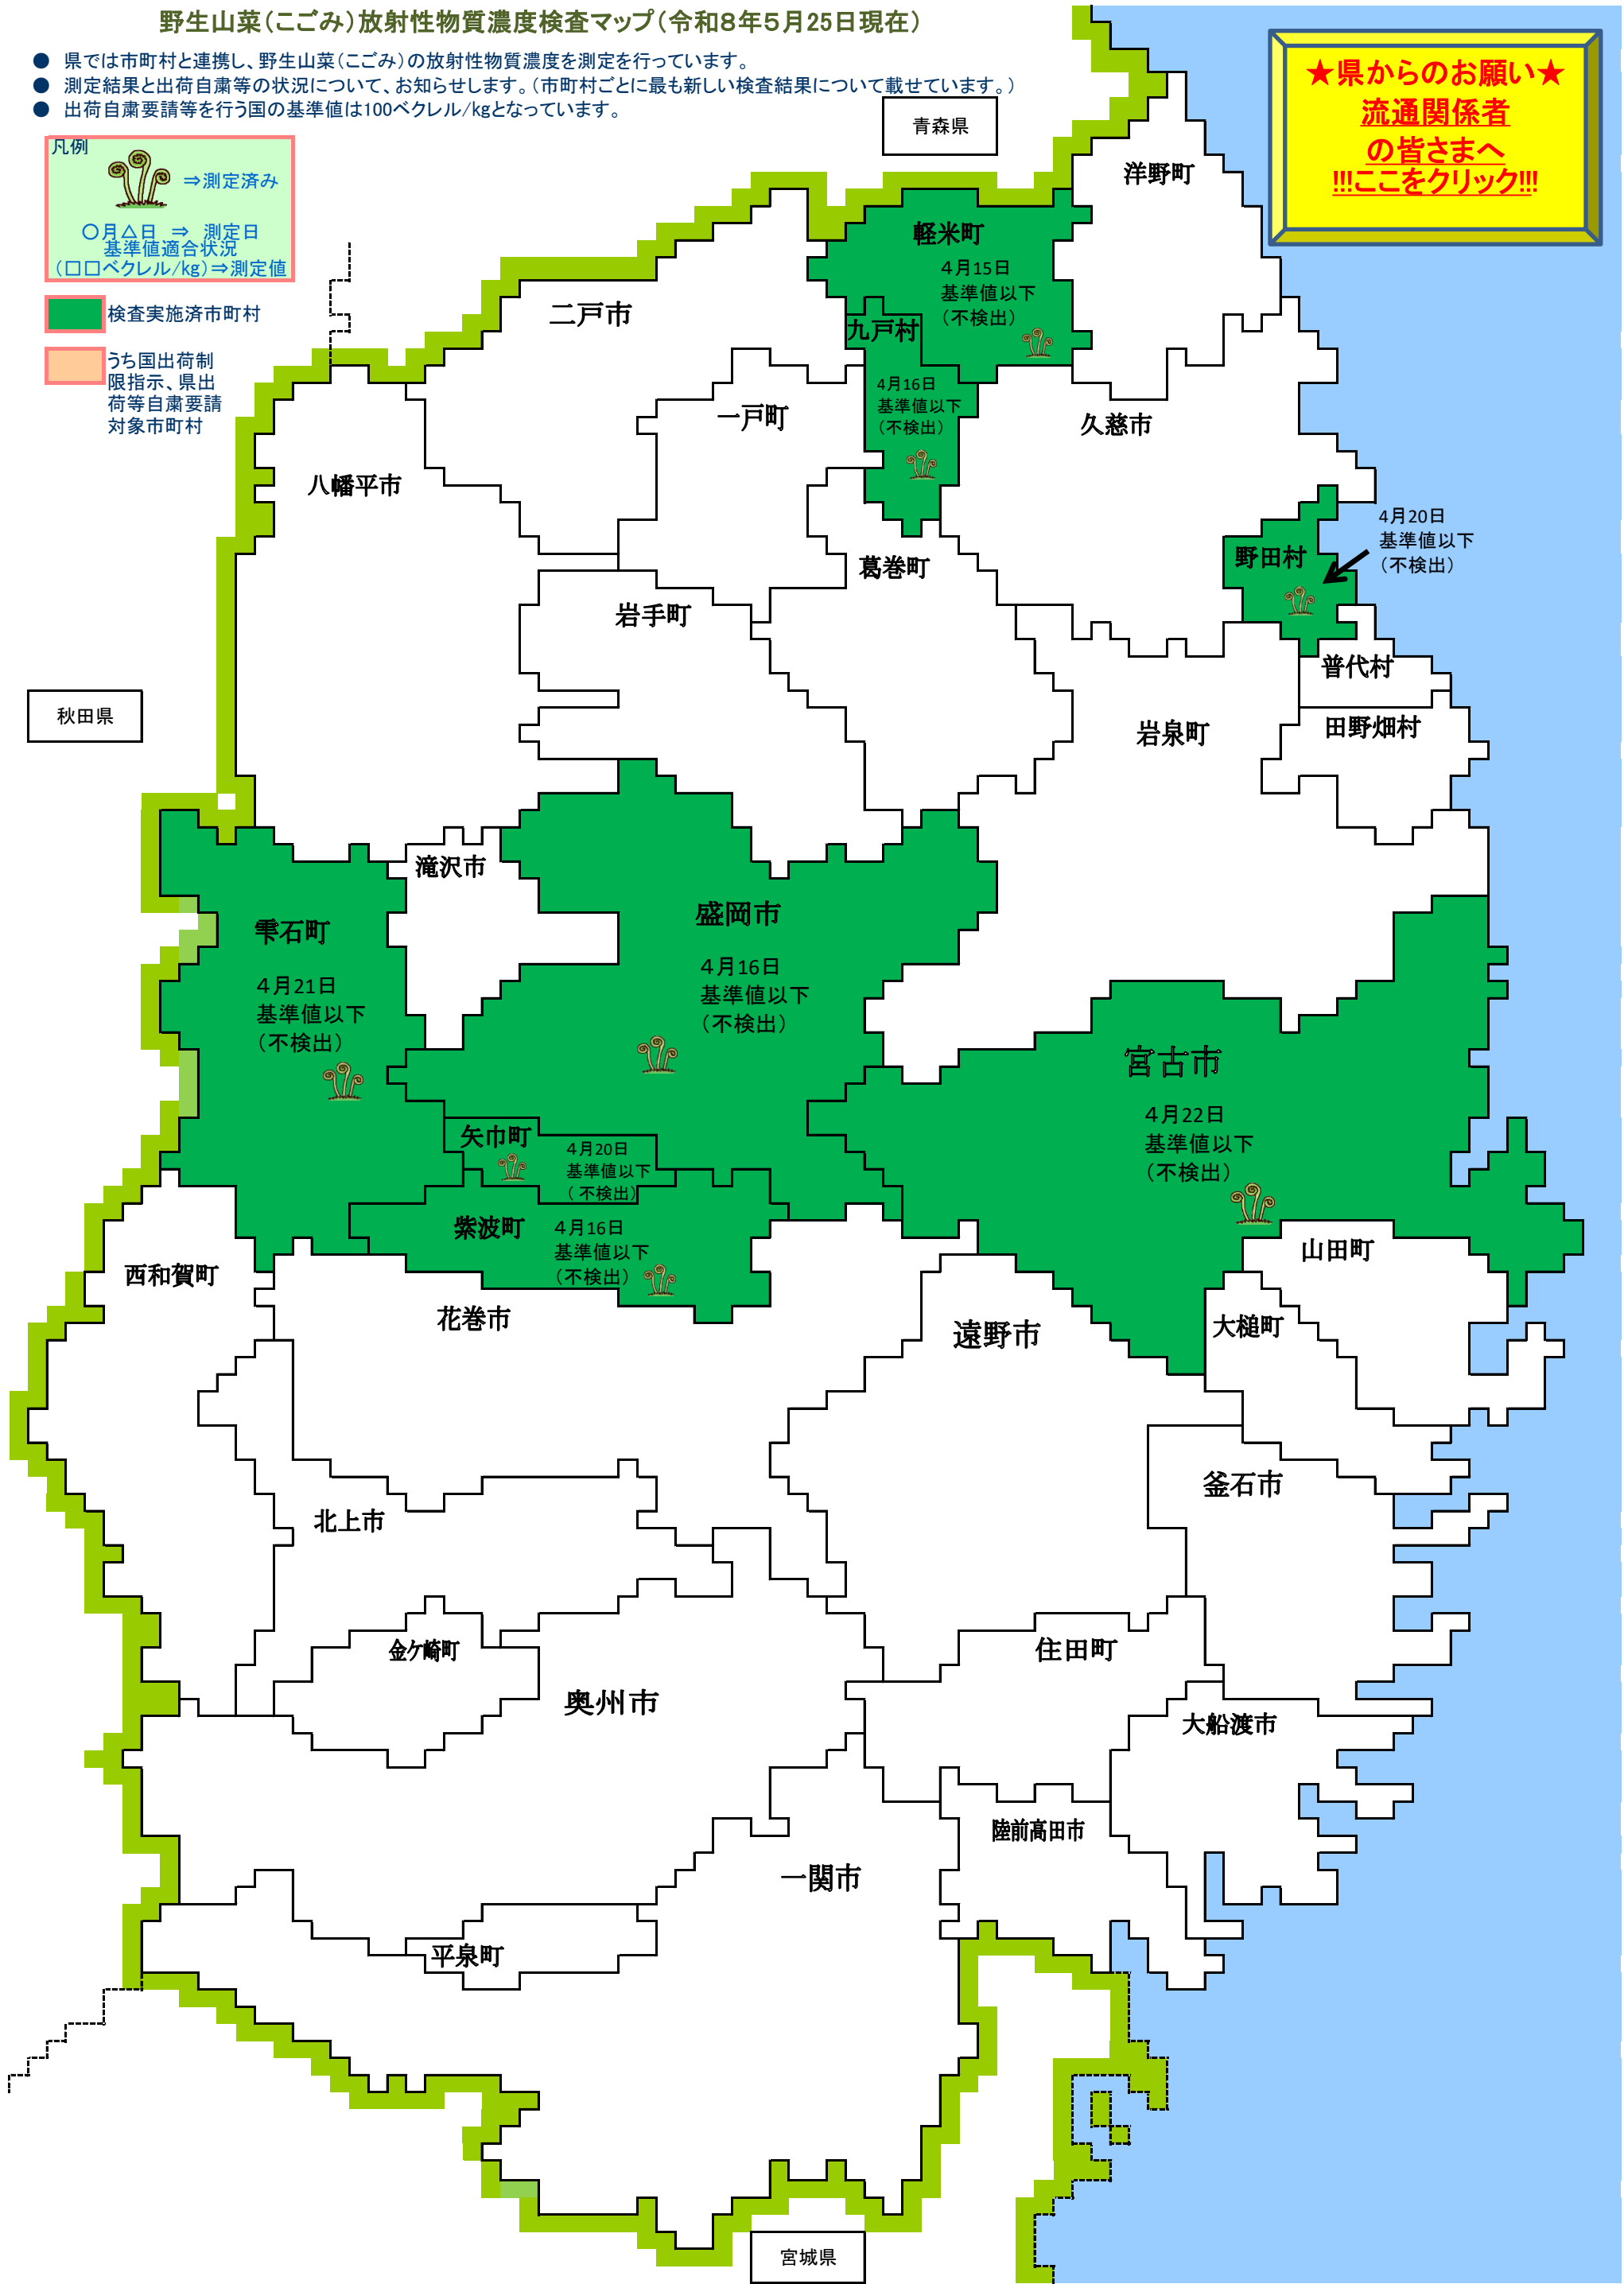 野生山菜（こごみ）放射性物質濃度検査マップ（令和８年５月25日現在）
● 県では市町村と連携し、野生山菜（こごみ）の放射性物質濃度を測定を行っています。
● 測定結果と出荷自粛等の状況について、お知らせします。（市町村ごとに最も新しい検査結果について載せています。）
● 出荷自粛要請等を行う国の基準値は100ベクレル/kgとなっています。
★県からのお願い★
流通関係者
の皆さまへ
!!!ここをクリック!!!
凡例
⇒測定済み
〇月△日 ⇒ 測定日
基準値適合状況
（□□ベクレル/kg）⇒測定値
検査実施済市町村
うち国出荷制
限指示、県出
荷等自粛要請
対象市町村
青森県
洋野町
軽米町
４月15日
基準値以下
（不検出）
二戸市
九戸村
4月16日
基準値以下
（不検出）
一戸町
久慈市
八幡平市
4月20日
基準値以下
（不検出）
野田村
葛巻町
岩手町
普代村
秋田県
田野畑村
岩泉町
滝沢市
盛岡市
４月16日
基準値以下
（不検出）
雫石町
４月21日
基準値以下
（不検出）
宮古市
４月22日
基準値以下
（不検出）
矢巾町
４月20日
基準値以下
（ 不検出）
紫波町
４月16日
基準値以下
（不検出）
山田町
西和賀町
花巻市
大槌町
遠野市
釜石市
北上市
金ケ崎町
住田町
奥州市
大船渡市
陸前高田市
一関市
平泉町
宮城県